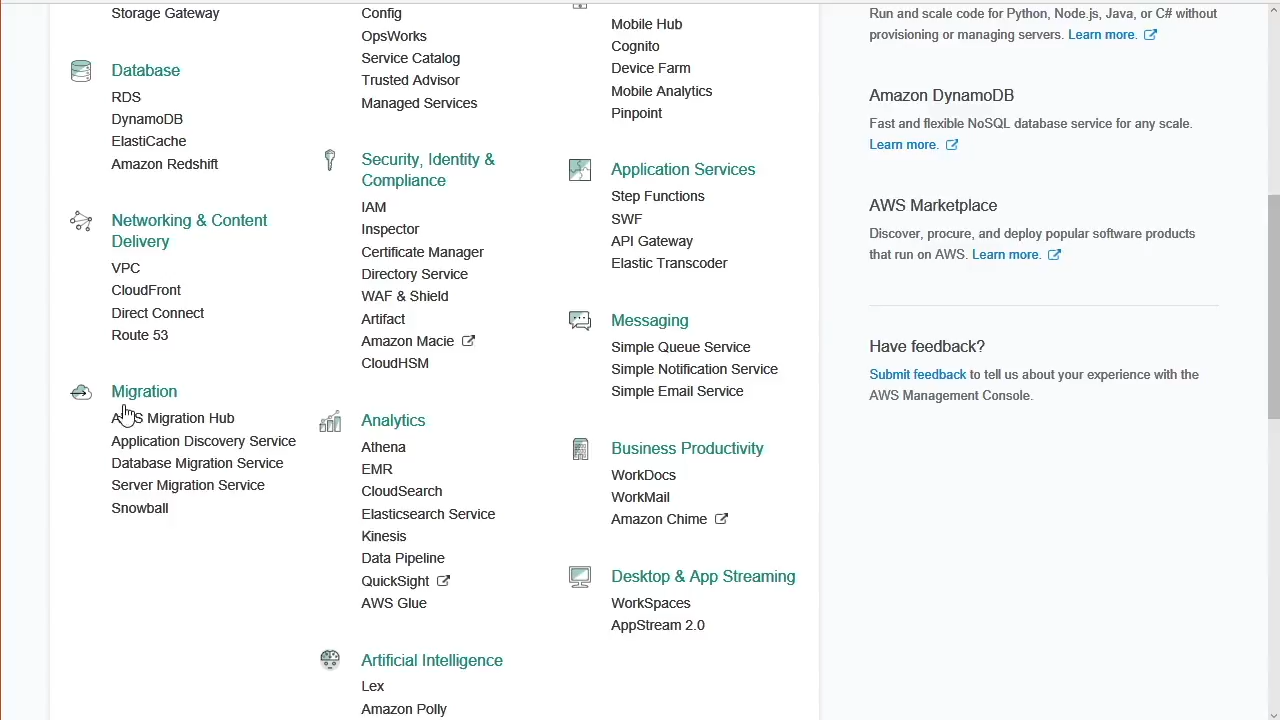 Storage Gateway
Database
RDS
DynamoDB
ElastiCache
Amazon Redshift
Networking & Content
Delivery
VPC
CloudFront
Direct Connect
Route 53
Migration
AWS Migration Hub
Application Discovery Service
Database Migration Service
Server Migration Service
Snowball
Config
OpsWorks
Service Catalog
Trusted Advisor
Managed Services
Security, Identity &
Compliance
IAM
Inspector
Certificate Manager
Directory Service
WAF & Shield
Artifact
Amazon Macie
CloudHSM
Analytics
Athena
EMR
CloudSearch
Elasticsearch Service
Kinesis
Data Pipeline
QuickSight
AWS Glue
Artificial Intelligence
Lex
Amazon Polly
Mobile Hub
Cognito
Device Farm
Mobile Analytics
Pinpoint
Application Services
Step Functions
SWF
API Gateway
Elastic Transcoder
Messaging
Simple Queue Service
Simple Notification Service
Simple Email Service
Business Productivity
WorkDocs
WorkMail
Amazon Chime
Desktop & App Streaming
WorkSpaces
AppStream 2.0
Run and scale code for Python, Node.js, Java, or C# without
provisioning or managing servers. Learn more.
Amazon DynamoDB
Fast and flexible NoSQL database service for any scale.
Learn more.
AWS Marketplace
Discover, procure, and deploy popular software products
that run on AWS. Learn more.
Have feedback?
Submit feedback to tell us about your experience with the
AWS Management Console.